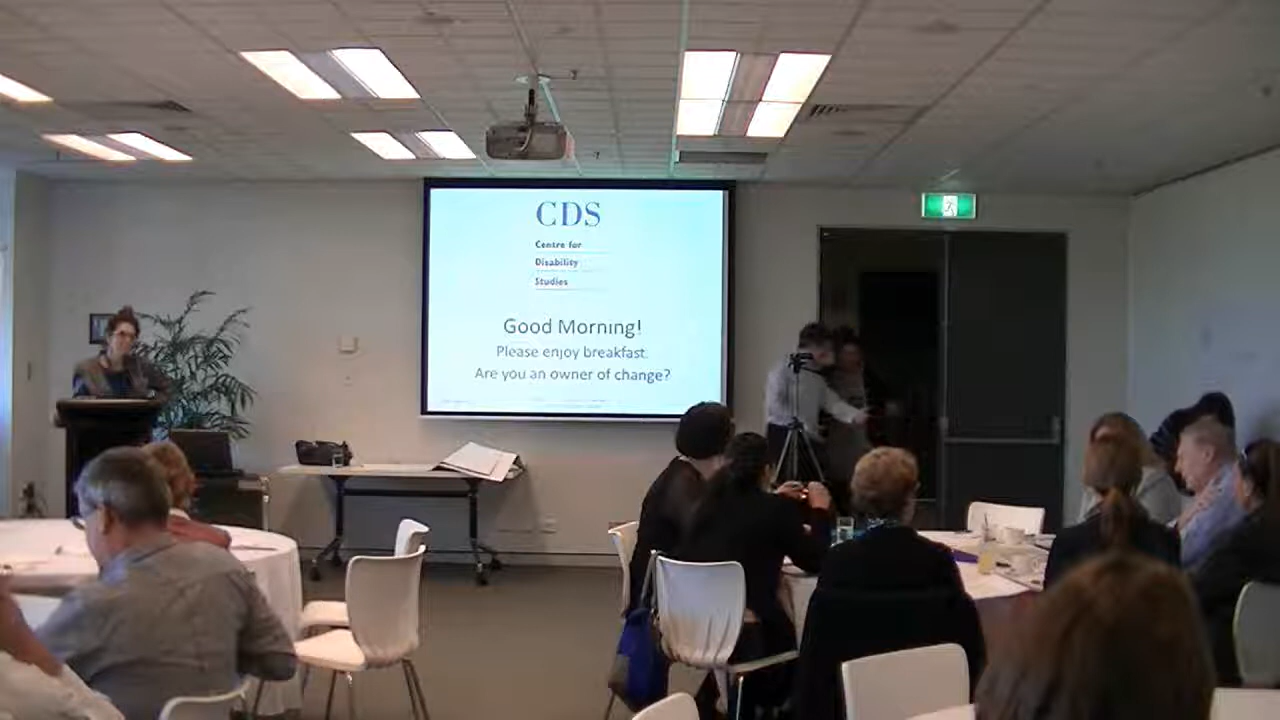 CDS
Centre for
Disability
Studies
Good Morning!
Please enjoy breakfast.
Are you an owner of change?